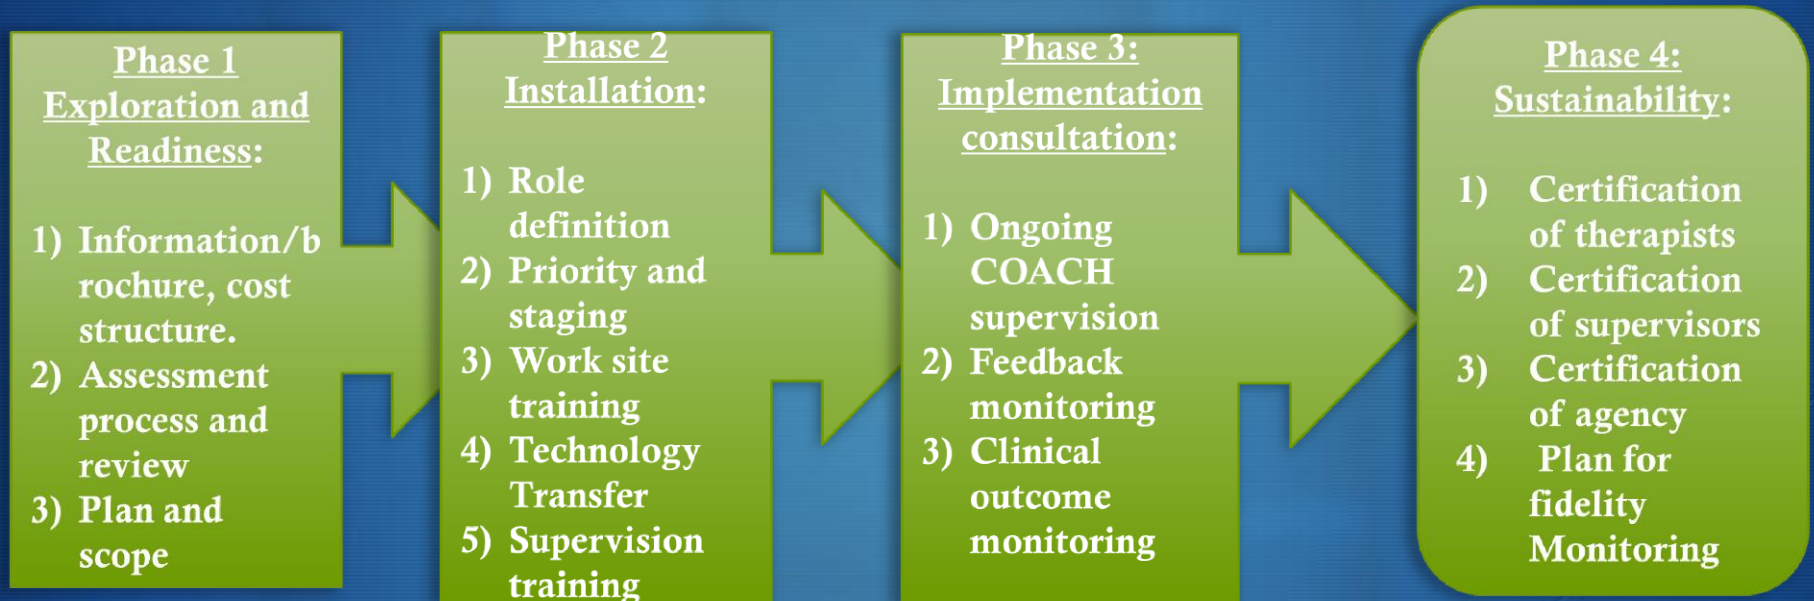 Phase 1
Exploration and
Readiness:
1) Information/b
rochure, cost
structure.
2) Assessment
process and
review
3) Plan and
scope
Phase 2
Installation:
1) Role
definition
2) Priority and
staging
3) Work site
training
4) Technology
Transfer
5) Supervision
training
Phase 3:
Implementation
consultation:
1) Ongoing
COACH
supervision
2) Feedback
monitoring
3) Clinical
outcome
monitoring
Phase 4:
Sustainability:
1) Certification
of therapists
2) Certification
of supervisors
3) Certification
of agency
4) Plan for
fidelity
Monitoring